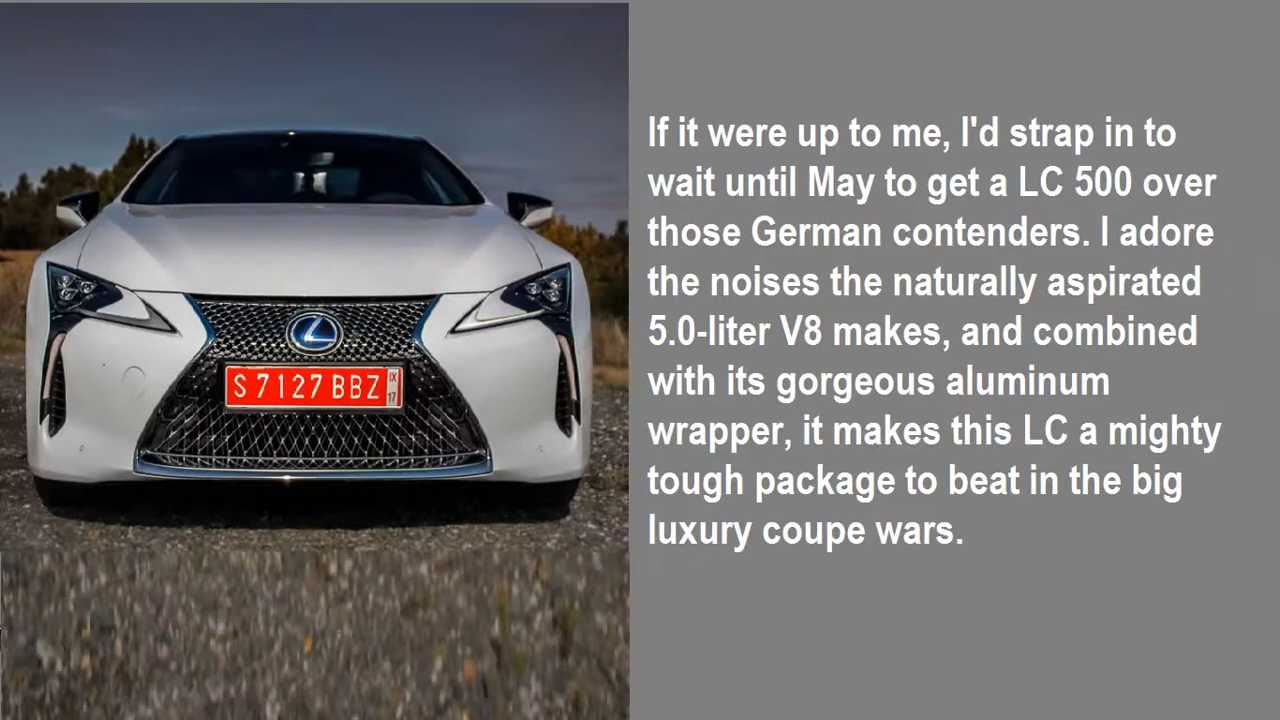 S 7127 BBZ
IX
17
If it were up to me, I'd strap in to
wait until May to get a LC 500 over
those German contenders. I adore
the noises the naturally aspirated
5.0-liter V8 makes, and combined
with its gorgeous aluminum
wrapper, it makes this LC a mighty
tough package to beat in the big
luxury coupe wars.